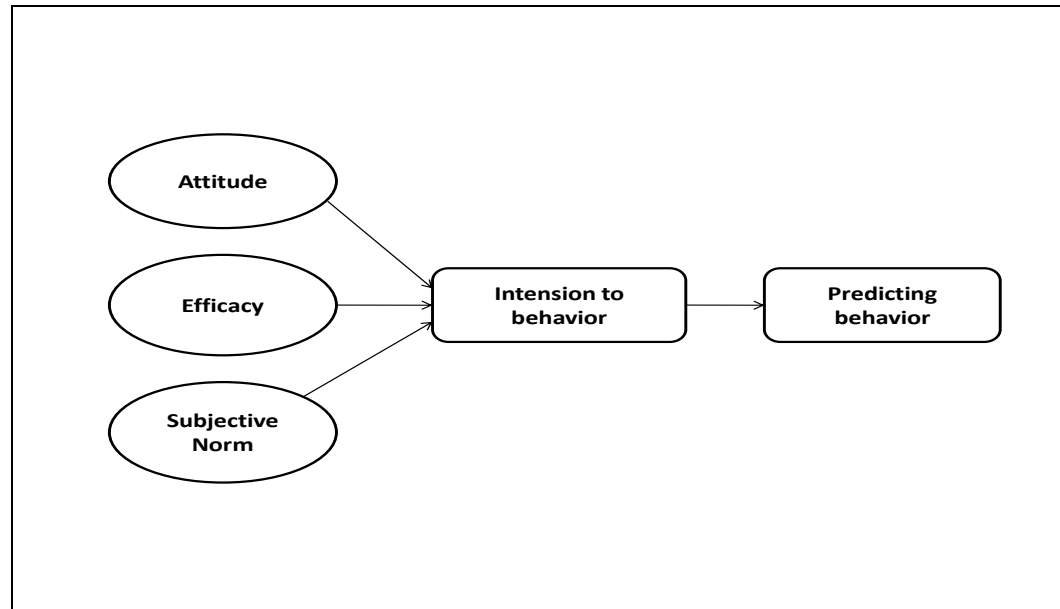 Attitude
Efficacy
Subjective
Norm
Intension to
behavior
Predicting
behavior